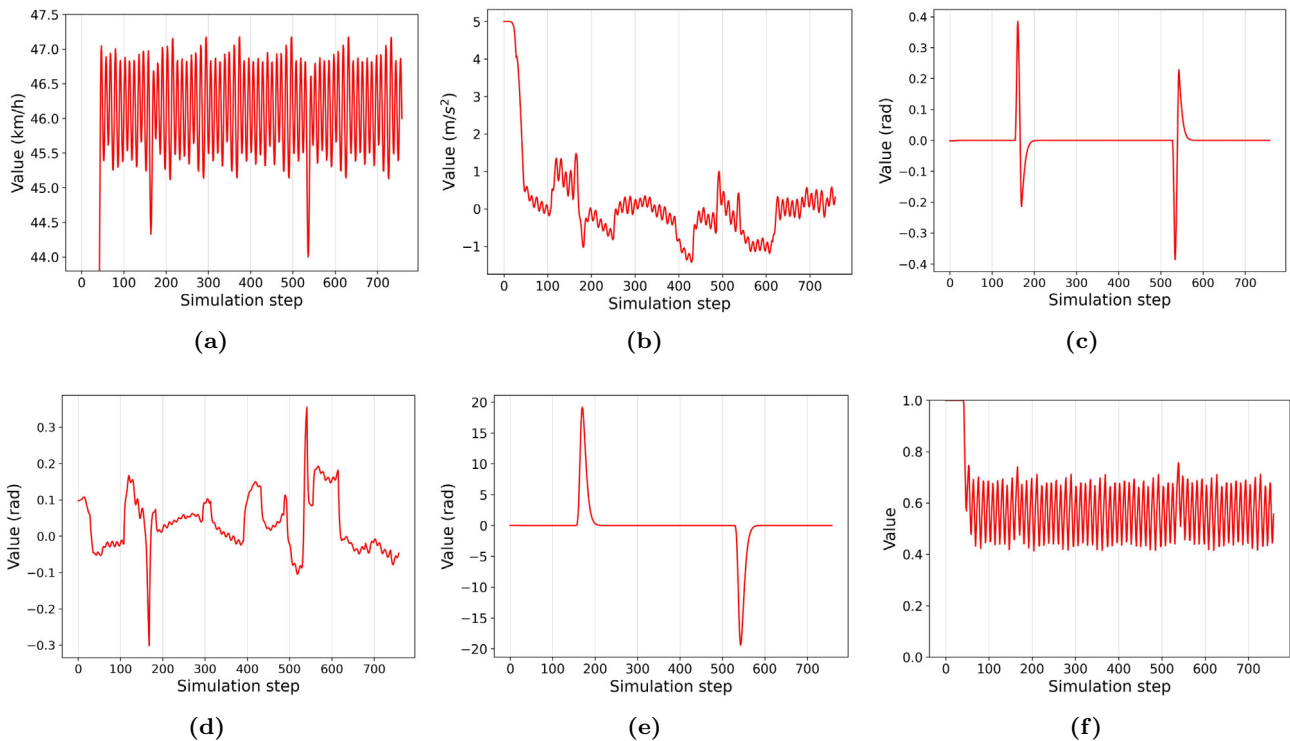 47.5
47.0
46.5
46.0
45.5
45.0
44.5
44.0
Value (km/h)
0 100 200 300 400 500 600 700
Simulation step
(a)
5
4
3
2
1
0
−1
Value (m/s²)
0 100 200 300 400 500 600 700
Simulation step
(b)
0.4
0.3
0.2
0.1
0.0
−0.1
−0.2
−0.3
−0.4
Value (rad)
0 100 200 300 400 500 600 700
Simulation step
(c)
0.3
0.2
0.1
0.0
−0.1
−0.2
−0.3
Value (rad)
0 100 200 300 400 500 600 700
Simulation step
(d)
20
15
10
5
0
−5
−10
−15
−20
Value (rad)
0 100 200 300 400 500 600 700
Simulation step
(e)
1.0
0.8
0.6
0.4
0.2
0.0
Value
0 100 200 300 400 500 600 700
Simulation step
(f)